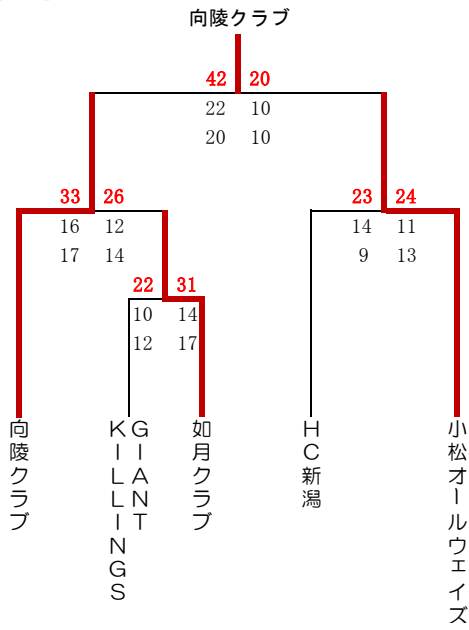 向陵クラブ
42 20
22 10
20 10
33 26
16 12
17 14
23 24
14 11
9 13
22 31
10 14
12 17
向陵クラブ
GIANT
KILLINGS
如月クラブ
HC新潟
小松オールウェイズ